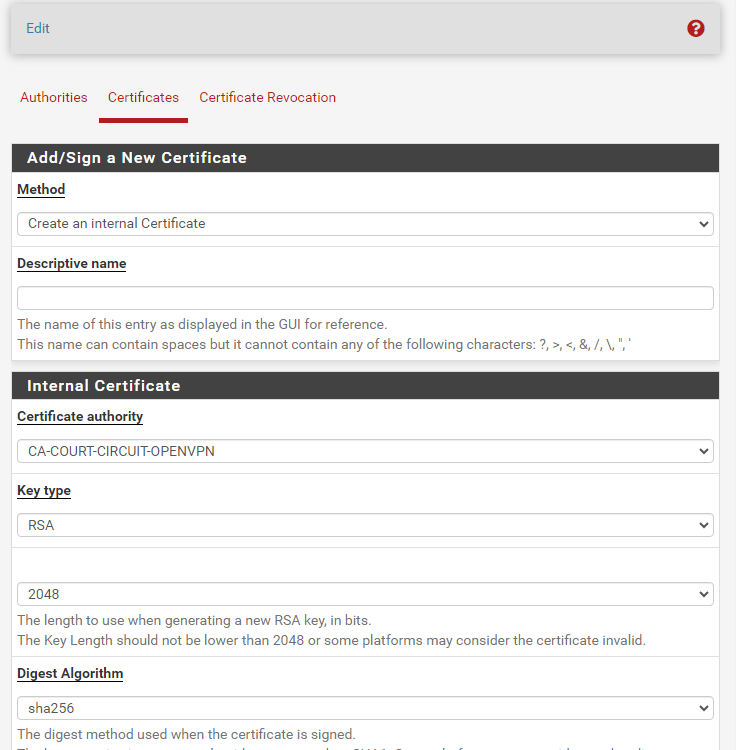 Edit
Authorities Certificates Certificate Revocation
Add/Sign a New Certificate
Method
Create an internal Certificate
Descriptive name
The name of this entry as displayed in the GUI for reference.
This name can contain spaces but it cannot contain any of the following characters: ?, >, <, &, /, \, ", '
Internal Certificate
Certificate authority
CA-COURT-CIRCUIT-OPENVPN
Key type
RSA
2048
The length to use when generating a new RSA key, in bits.
The Key Length should not be lower than 2048 or some platforms may consider the certificate invalid.
Digest Algorithm
sha256
The digest method used when the certificate is signed.